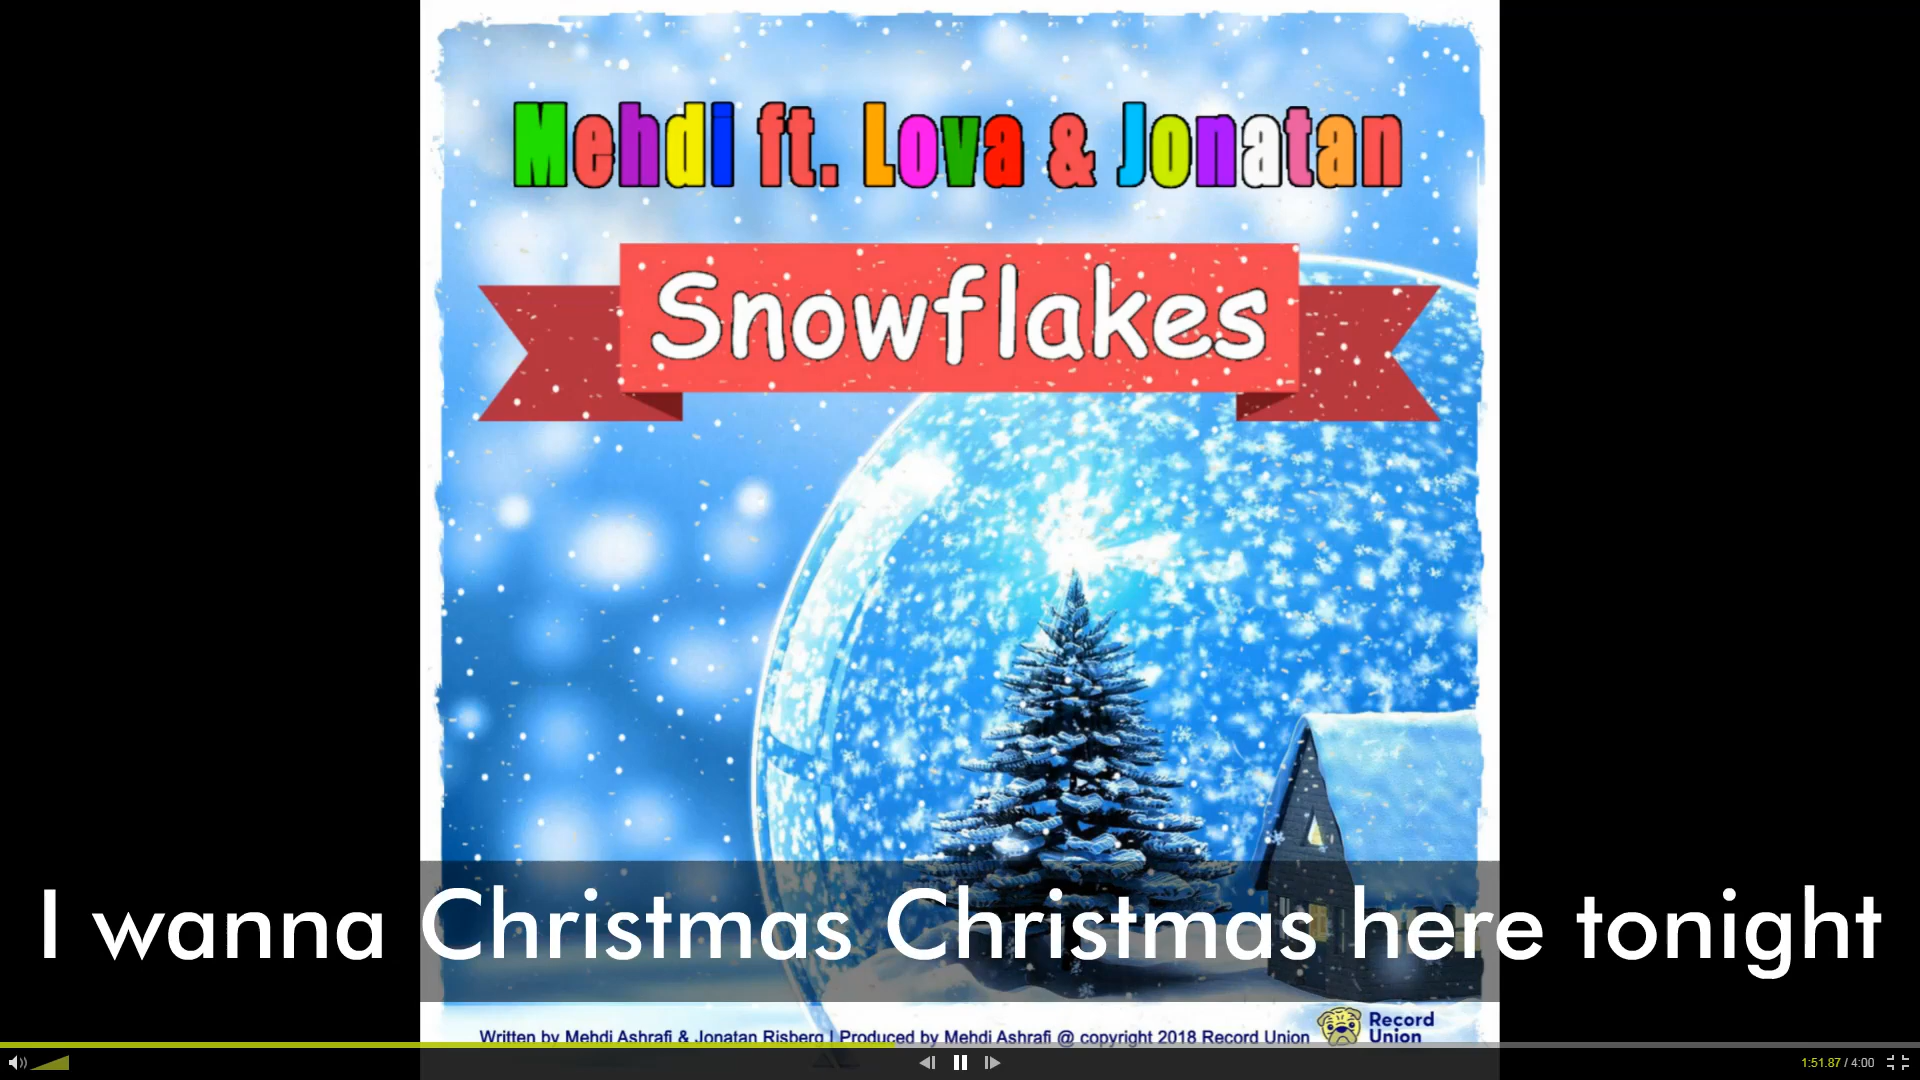 Mehdi ft. Lova & Jonatan
Snowflakes
I wanna Christmas Christmas here tonight
Written by Mehdi Ashrafi & Jonatan Risberg | Produced by Mehdi Ashrafi @ copyright 2018 Record Union
Record
Union
1:51.87 / 4:00